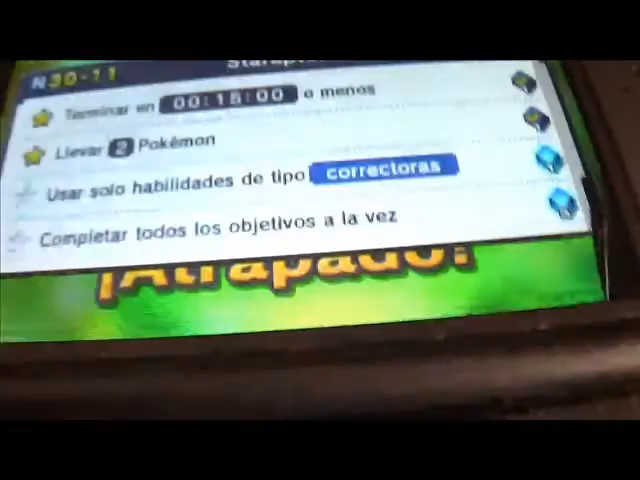 N30-11
Terminar en 00:15:00 o menos
Llevar 2 Pokémon
Usar solo habilidades de tipo correctoras
Completar todos los objetivos a la vez
¡Atrapado!